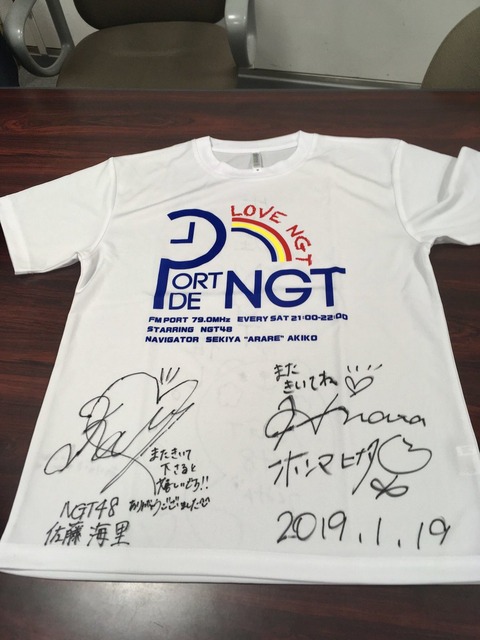 LOVE NGT
PORT
DE NGT
FM PORT 79.0MHz EVERY SAT 21:00-22:00
STARRING NGT48
NAVIGATOR SEKIYA "ARARE" AKIKO
また
きいてね
また きいて
下さると
嬉しいどろ!!
ありがとうございました
NGT48
佐藤 海里
ホンマヒナタ
2019.1.19